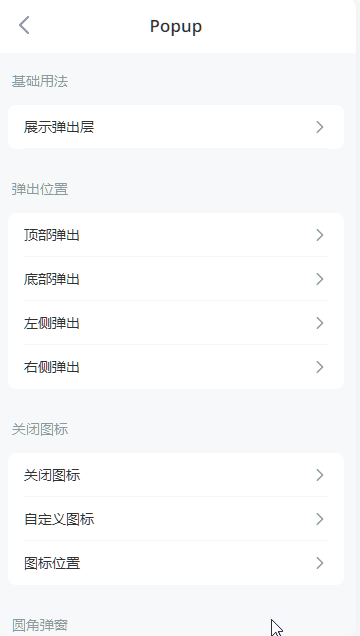 Popup
基础用法
展示弹出层
弹出位置
顶部弹出
底部弹出
左侧弹出
右侧弹出
关闭图标
关闭图标
自定义图标
图标位置
圆角弹窗